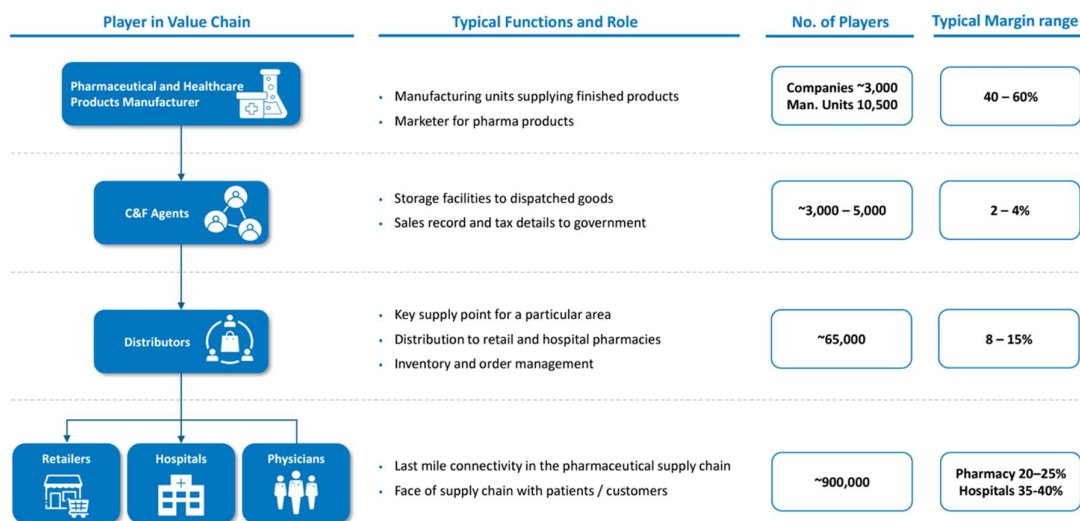 Player in Value Chain
Typical Functions and Role
No. of Players
Typical Margin range
Pharmaceutical and Healthcare
Products Manufacturer
• Manufacturing units supplying finished products
• Marketer for pharma products
Companies ~3,000
Man. Units 10,500
40 – 60%
C&F Agents
• Storage facilities to dispatched goods
• Sales record and tax details to government
~3,000 – 5,000
2 – 4%
Distributors
• Key supply point for a particular area
• Distribution to retail and hospital pharmacies
• Inventory and order management
~65,000
8 – 15%
Retailers
Hospitals
Physicians
• Last mile connectivity in the pharmaceutical supply chain
• Face of supply chain with patients / customers
~900,000
Pharmacy 20–25%
Hospitals 35-40%